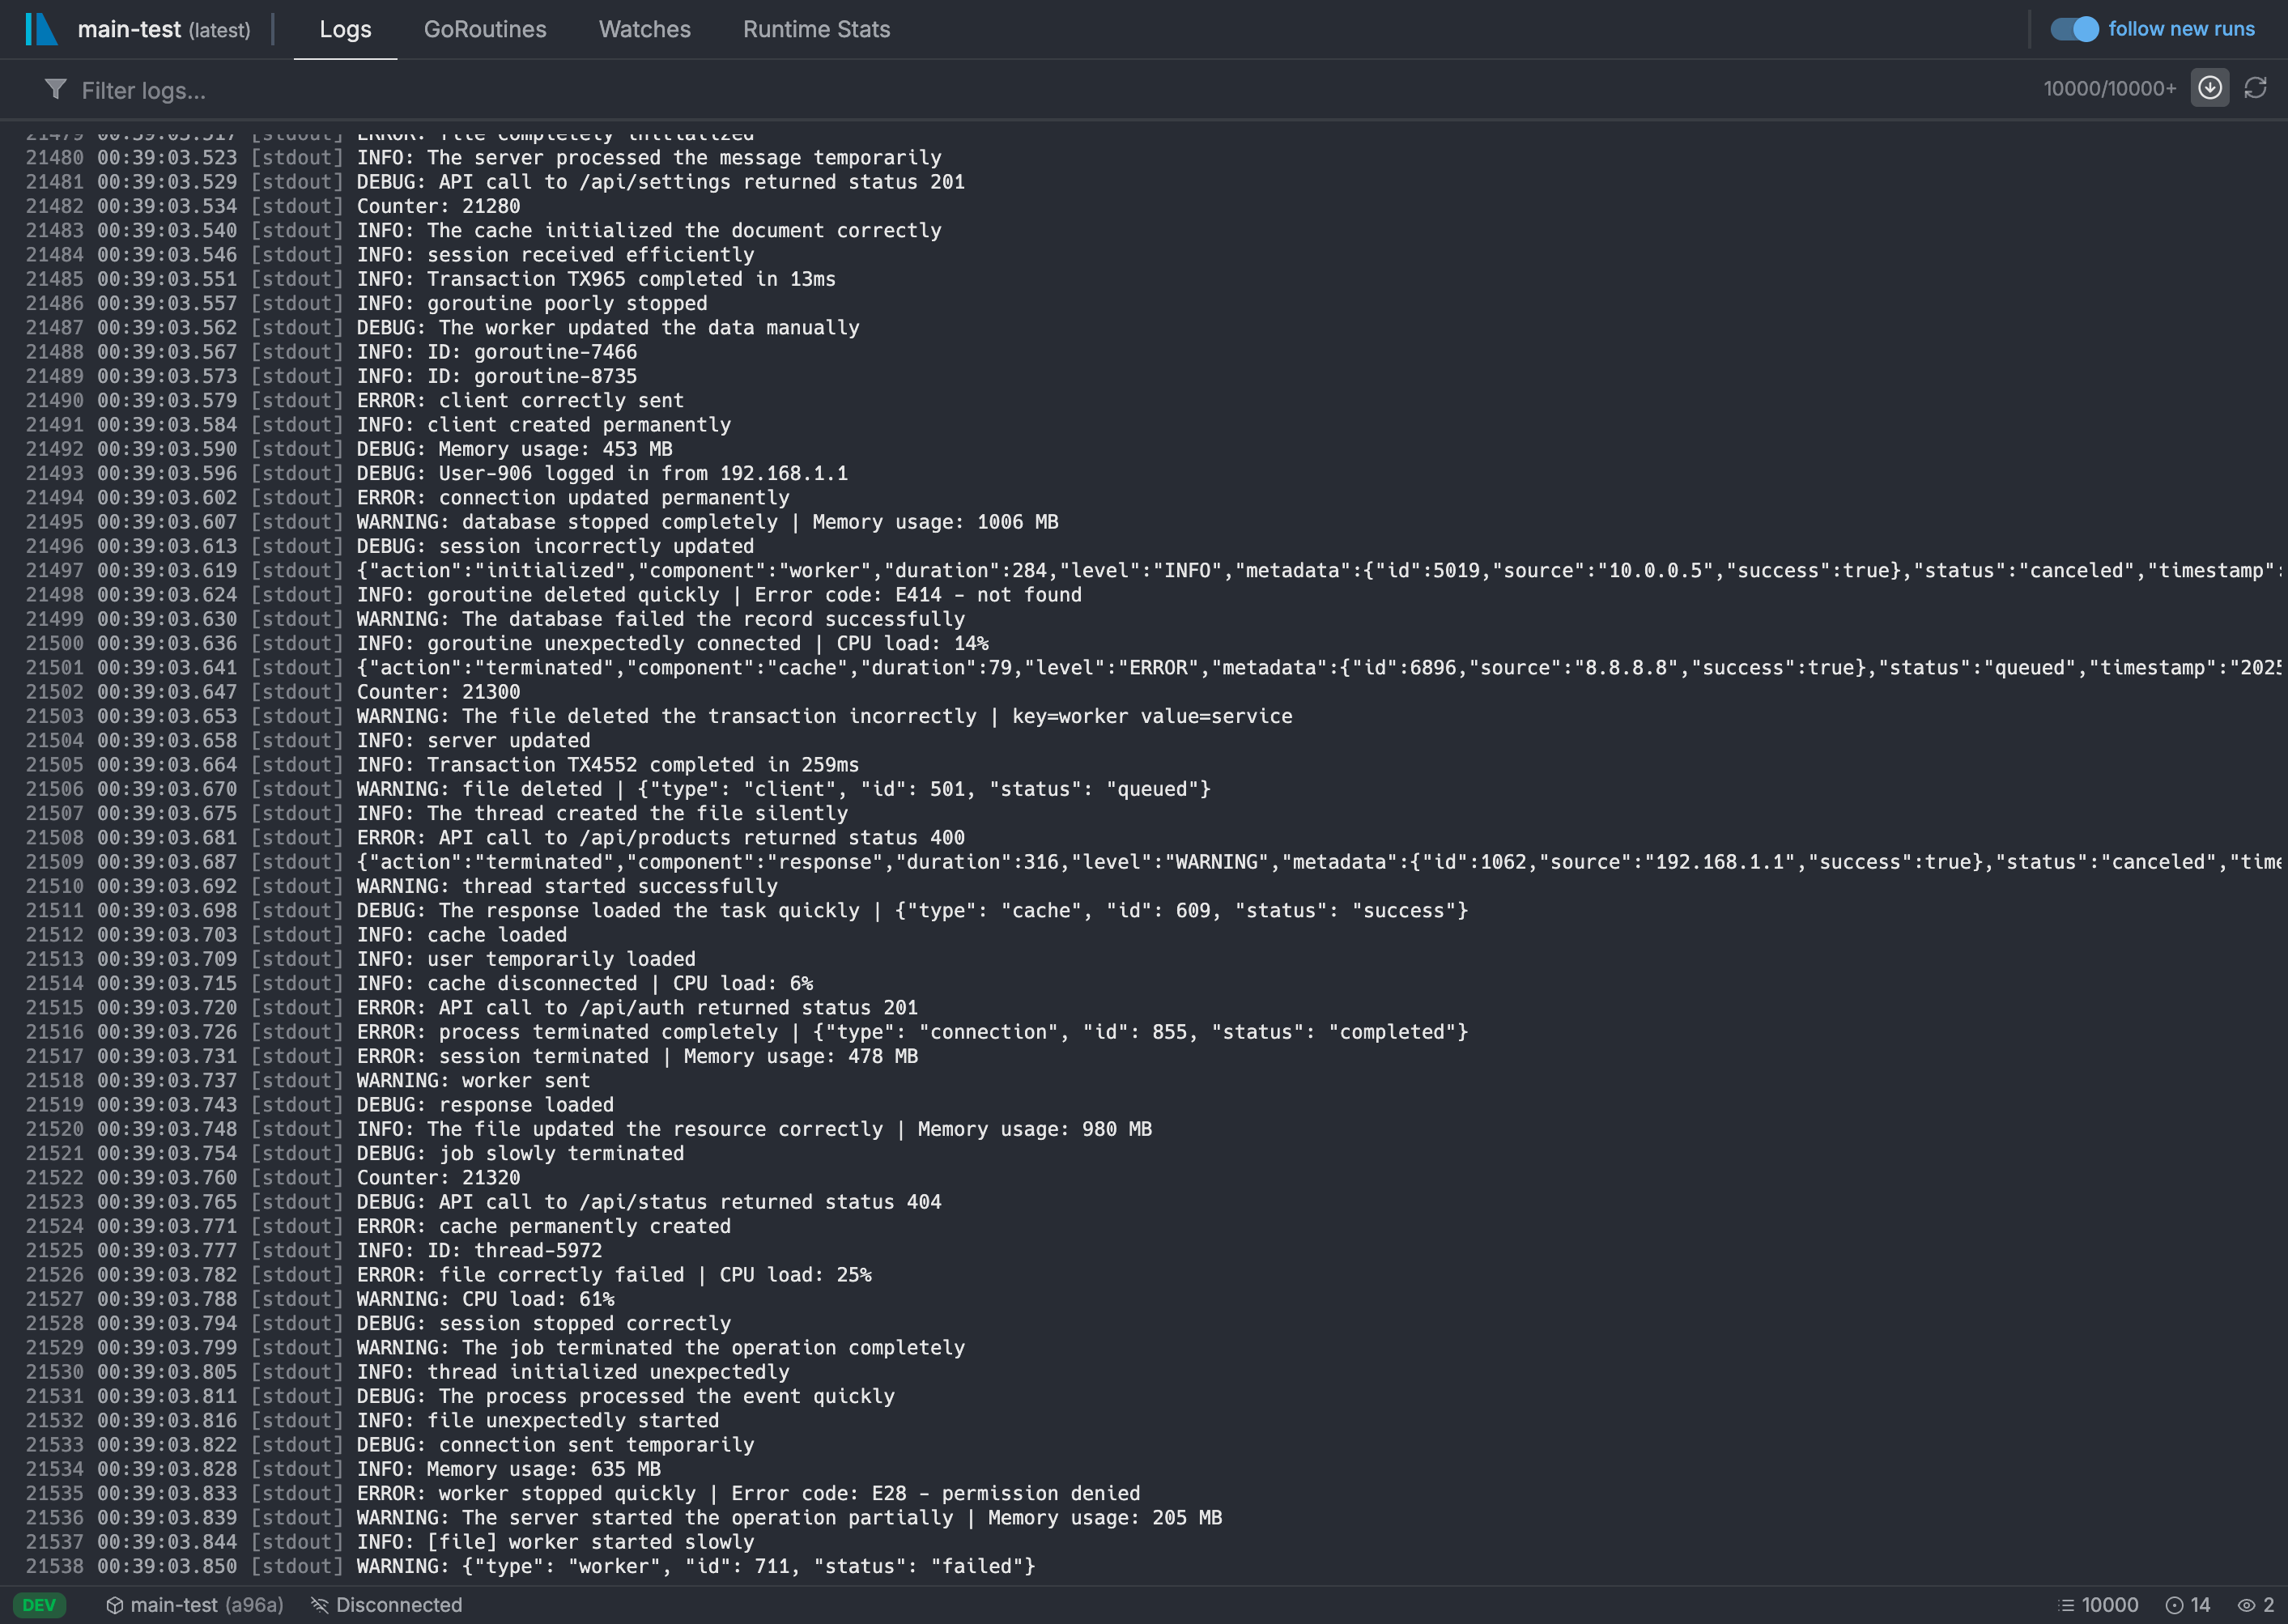 main-test (latest) Logs GoRoutines Watches Runtime Stats follow new runs
Filter logs... 10000/10000+
21479 00:39:03.517 [stdout] ERROR: file completely initialized
21480 00:39:03.523 [stdout] INFO: The server processed the message temporarily
21481 00:39:03.529 [stdout] DEBUG: API call to /api/settings returned status 201
21482 00:39:03.534 [stdout] Counter: 21280
21483 00:39:03.540 [stdout] INFO: The cache initialized the document correctly
21484 00:39:03.546 [stdout] INFO: session received efficiently
21485 00:39:03.551 [stdout] INFO: Transaction TX965 completed in 13ms
21486 00:39:03.557 [stdout] INFO: goroutine poorly stopped
21487 00:39:03.562 [stdout] DEBUG: The worker updated the data manually
21488 00:39:03.567 [stdout] INFO: ID: goroutine-7466
21489 00:39:03.573 [stdout] INFO: ID: goroutine-8735
21490 00:39:03.579 [stdout] ERROR: client correctly sent
21491 00:39:03.584 [stdout] INFO: client created permanently
21492 00:39:03.590 [stdout] DEBUG: Memory usage: 453 MB
21493 00:39:03.596 [stdout] DEBUG: User-906 logged in from 192.168.1.1
21494 00:39:03.602 [stdout] ERROR: connection updated permanently
21495 00:39:03.607 [stdout] WARNING: database stopped completely | Memory usage: 1006 MB
21496 00:39:03.613 [stdout] DEBUG: session incorrectly updated
21497 00:39:03.619 [stdout] {"action":"initialized","component":"worker","duration":284,"level":"INFO","metadata":{"id":5019,"source":"10.0.0.5","success":true},"status":"canceled","timestamp":
21498 00:39:03.624 [stdout] INFO: goroutine deleted quickly | Error code: E414 - not found
21499 00:39:03.630 [stdout] WARNING: The database failed the record successfully
21500 00:39:03.636 [stdout] INFO: goroutine unexpectedly connected | CPU load: 14%
21501 00:39:03.641 [stdout] {"action":"terminated","component":"cache","duration":79,"level":"ERROR","metadata":{"id":6896,"source":"8.8.8.8","success":true},"status":"queued","timestamp":"2025
21502 00:39:03.647 [stdout] Counter: 21300
21503 00:39:03.653 [stdout] WARNING: The file deleted the transaction incorrectly | key=worker value=service
21504 00:39:03.658 [stdout] INFO: server updated
21505 00:39:03.664 [stdout] INFO: Transaction TX4552 completed in 259ms
21506 00:39:03.670 [stdout] WARNING: file deleted | {"type": "client", "id": 501, "status": "queued"}
21507 00:39:03.675 [stdout] INFO: The thread created the file silently
21508 00:39:03.681 [stdout] ERROR: API call to /api/products returned status 400
21509 00:39:03.687 [stdout] {"action":"terminated","component":"response","duration":316,"level":"WARNING","metadata":{"id":1062,"source":"192.168.1.1","success":true},"status":"canceled","time
21510 00:39:03.692 [stdout] WARNING: thread started successfully
21511 00:39:03.698 [stdout] DEBUG: The response loaded the task quickly | {"type": "cache", "id": 609, "status": "success"}
21512 00:39:03.703 [stdout] INFO: cache loaded
21513 00:39:03.709 [stdout] INFO: user temporarily loaded
21514 00:39:03.715 [stdout] INFO: cache disconnected | CPU load: 6%
21515 00:39:03.720 [stdout] ERROR: API call to /api/auth returned status 201
21516 00:39:03.726 [stdout] ERROR: process terminated completely | {"type": "connection", "id": 855, "status": "completed"}
21517 00:39:03.731 [stdout] ERROR: session terminated | Memory usage: 478 MB
21518 00:39:03.737 [stdout] WARNING: worker sent
21519 00:39:03.743 [stdout] DEBUG: response loaded
21520 00:39:03.748 [stdout] INFO: The file updated the resource correctly | Memory usage: 980 MB
21521 00:39:03.754 [stdout] DEBUG: job slowly terminated
21522 00:39:03.760 [stdout] Counter: 21320
21523 00:39:03.765 [stdout] DEBUG: API call to /api/status returned status 404
21524 00:39:03.771 [stdout] ERROR: cache permanently created
21525 00:39:03.777 [stdout] INFO: ID: thread-5972
21526 00:39:03.782 [stdout] ERROR: file correctly failed | CPU load: 25%
21527 00:39:03.788 [stdout] WARNING: CPU load: 61%
21528 00:39:03.794 [stdout] DEBUG: session stopped correctly
21529 00:39:03.799 [stdout] WARNING: The job terminated the operation completely
21530 00:39:03.805 [stdout] INFO: thread initialized unexpectedly
21531 00:39:03.811 [stdout] DEBUG: The process processed the event quickly
21532 00:39:03.816 [stdout] INFO: file unexpectedly started
21533 00:39:03.822 [stdout] DEBUG: connection sent temporarily
21534 00:39:03.828 [stdout] INFO: Memory usage: 635 MB
21535 00:39:03.833 [stdout] ERROR: worker stopped quickly | Error code: E28 - permission denied
21536 00:39:03.839 [stdout] WARNING: The server started the operation partially | Memory usage: 205 MB
21537 00:39:03.844 [stdout] INFO: [file] worker started slowly
21538 00:39:03.850 [stdout] WARNING: {"type": "worker", "id": 711, "status": "failed"}
DEV main-test (a96a) Disconnected 10000 14 2